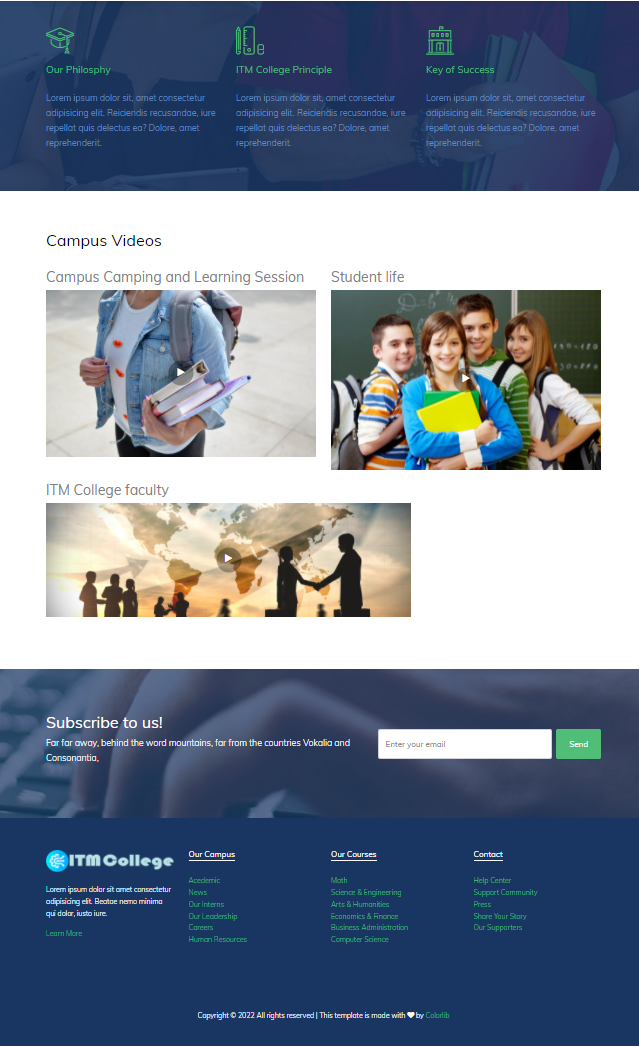 Our Philosphy
Lorem ipsum dolor sit, amet consectetur
adipisicing elit. Reiciendis recusandae, iure
repellat quis delectus ea? Dolore, amet
reprehenderit.
ITM College Principle
Lorem ipsum dolor sit, amet consectetur
adipisicing elit. Reiciendis recusandae, iure
repellat quis delectus ea? Dolore, amet
reprehenderit.
Key of Success
Lorem ipsum dolor sit, amet consectetur
adipisicing elit. Reiciendis recusandae, iure
repellat quis delectus ea? Dolore, amet
reprehenderit.
Campus Videos
Campus Camping and Learning Session
Student life
ITM College faculty
Subscribe to us!
Far far away, behind the word mountains, far from the countries Vokalia and
Consonantia,
Enter your email
Send
ITM College
Lorem ipsum dolor sit amet consectetur
adipisicing elit. Beatae nemo minima
qui dolor, iusto iure.
Learn More
Our Campus
Acedemic
News
Our Interns
Our Leadership
Careers
Human Resources
Our Courses
Math
Science & Engineering
Arts & Humanities
Economics & Finance
Business Administration
Computer Science
Contact
Help Center
Support Community
Press
Share Your Story
Our Supporters
Copyright © 2022 All rights reserved | This template is made with ♥ by Colorlib